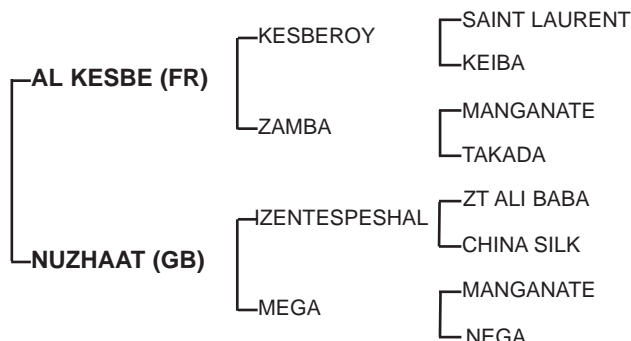 SAINT LAURENT
KESBEROY
KEIBA
AL KESBE (FR)
MANGANATE
ZAMBA
TAKADA
ZT ALI BABA
IZENTESPESHAL
CHINA SILK
NUZHAAT (GB)
MANGANATE
MEGA
NEGA